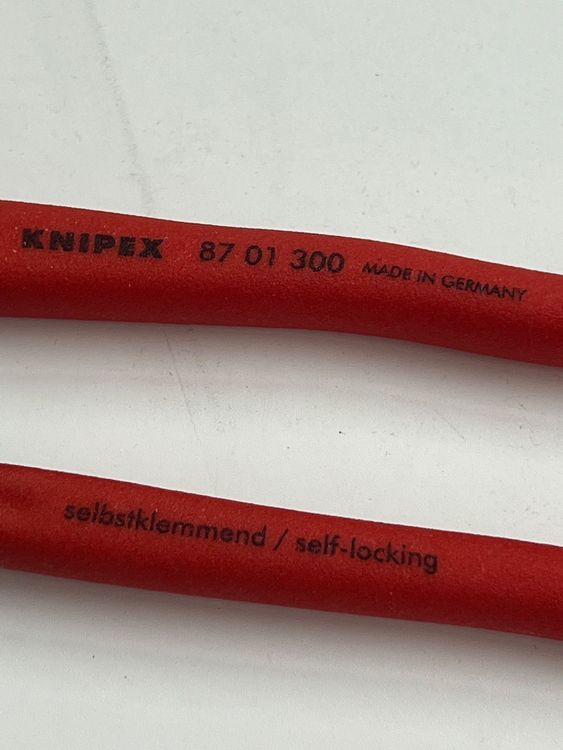 KNIPEX 87 01 300 MADE IN GERMANY
selbstklemmend / self-locking